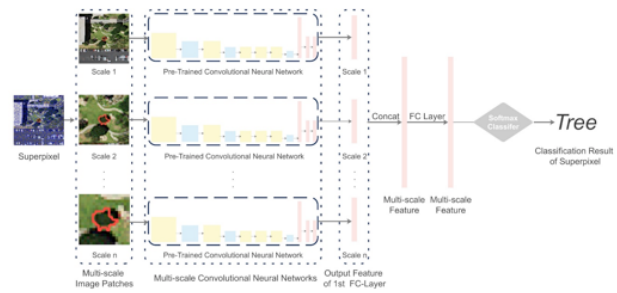 Superpixel
Scale 1
Scale 2
Scale n
Multi-scale
Image Patches
Pre-Trained Convolutional Neural Network
Pre-Trained Convolutional Neural Network
Pre-Trained Convolutional Neural Network
Multi-scale Convolutional Neural Networks
Scale 1
Scale 2
Scale n
Output Feature
of 1st FC-Layer
Concat
FC Layer
Multi-scale
Feature
Multi-scale
Feature
Softmax
Classifer
Tree
Classification Result
of Superpixel